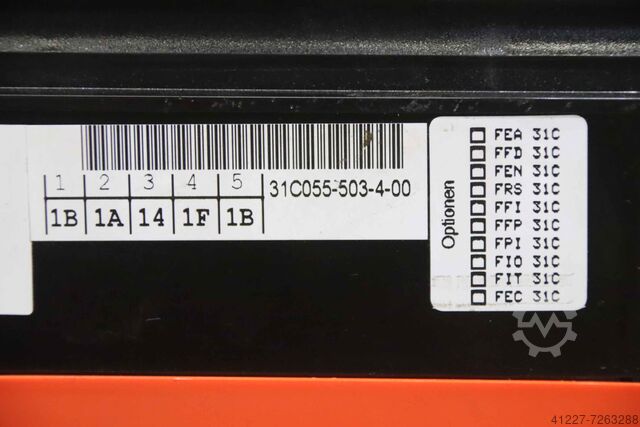 1 2 3 4 5
1B 1A 14 1F 1B
31C055-503-4-00
Optionen
FEA 31C
FFD 31C
FEN 31C
FRS 31C
FFI 31C
FFP 31C
FPI 31C
FIO 31C
FIT 31C
FEC 31C
41227-7263288